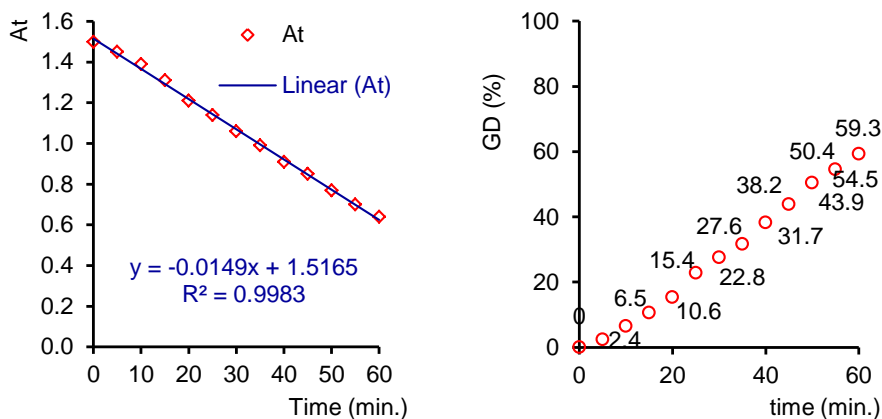 At
1.6
1.4
1.2
1.0
0.8
0.6
0.4
0.2
0.0
At
Linear (At)
y = -0.0149x + 1.5165
R² = 0.9983
0 10 20 30 40 50 60
Time (min.)
GD (%)
100
80
60
40
20
0
0
2.4
6.5
10.6
15.4
22.8
27.6
31.7
38.2
43.9
50.4
54.5
59.3
0 20 40 60
time (min.)